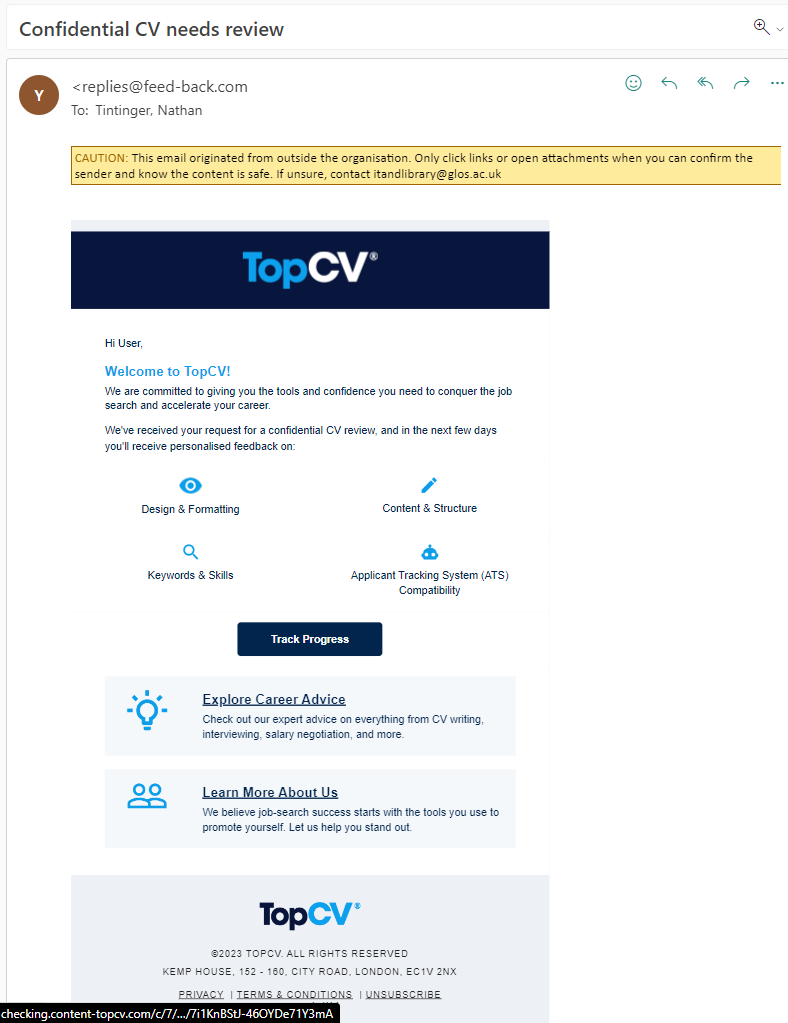 Confidential CV needs review
Y
<replies@feed-back.com
To: Tintinger, Nathan
CAUTION: This email originated from outside the organisation. Only click links or open attachments when you can confirm the
sender and know the content is safe. If unsure, contact itandlibrary@glos.ac.uk
TopCV®
Hi User,
Welcome to TopCV!
We are committed to giving you the tools and confidence you need to conquer the job
search and accelerate your career.
We've received your request for a confidential CV review, and in the next few days
you'll receive personalised feedback on:
Design & Formatting
Content & Structure
Keywords & Skills
Applicant Tracking System (ATS)
Compatibility
Track Progress
Explore Career Advice
Check out our expert advice on everything from CV writing,
interviewing, salary negotiation, and more.
Learn More About Us
We believe job-search success starts with the tools you use to
promote yourself. Let us help you stand out.
TopCV®
©2023 TOPCV. ALL RIGHTS RESERVED
KEMP HOUSE, 152 - 160, CITY ROAD, LONDON, EC1V 2NX
PRIVACY | TERMS & CONDITIONS | UNSUBSCRIBE
checking.content-topcv.com/c/7/.../7i1KnBStJ-46OYDe71Y3mA